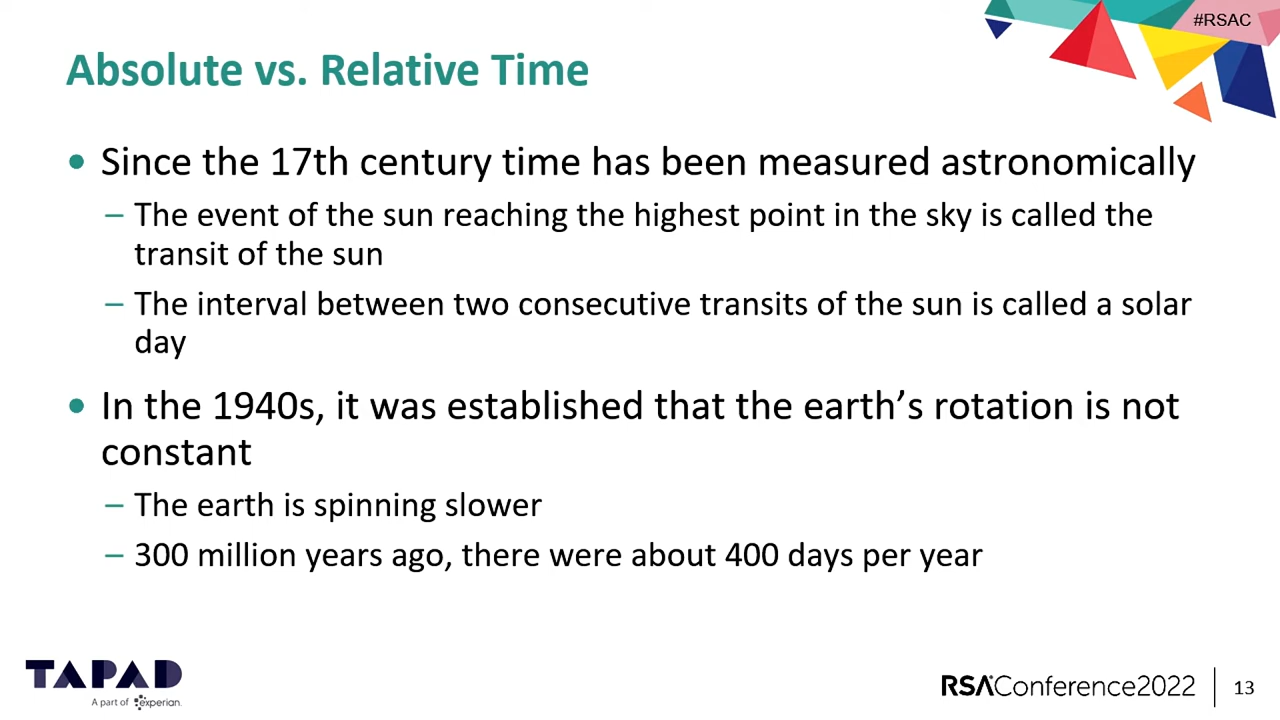 #RSAC
Absolute vs. Relative Time
• Since the 17th century time has been measured astronomically
– The event of the sun reaching the highest point in the sky is called the
transit of the sun
– The interval between two consecutive transits of the sun is called a solar
day
• In the 1940s, it was established that the earth’s rotation is not
constant
– The earth is spinning slower
– 300 million years ago, there were about 400 days per year
TAPAD
A part of experian.
RSAConference2022
13